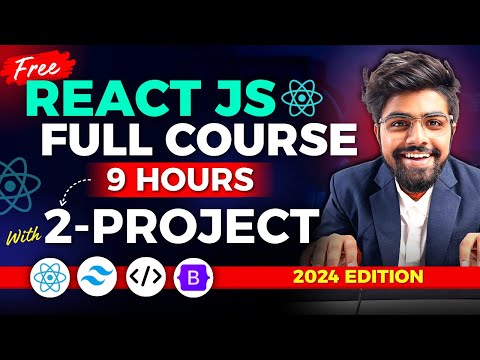 Free
REACT JS
FULL COURSE
9 HOURS
With 2-PROJECT
</> B
2024 EDITION